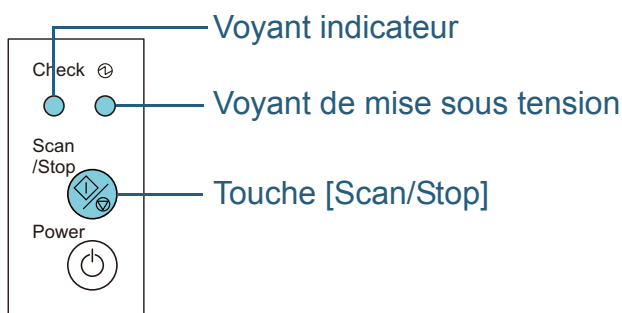 Voyant indicateur
Check
Voyant de mise sous tension
Scan
/Stop
Touche [Scan/Stop]
Power